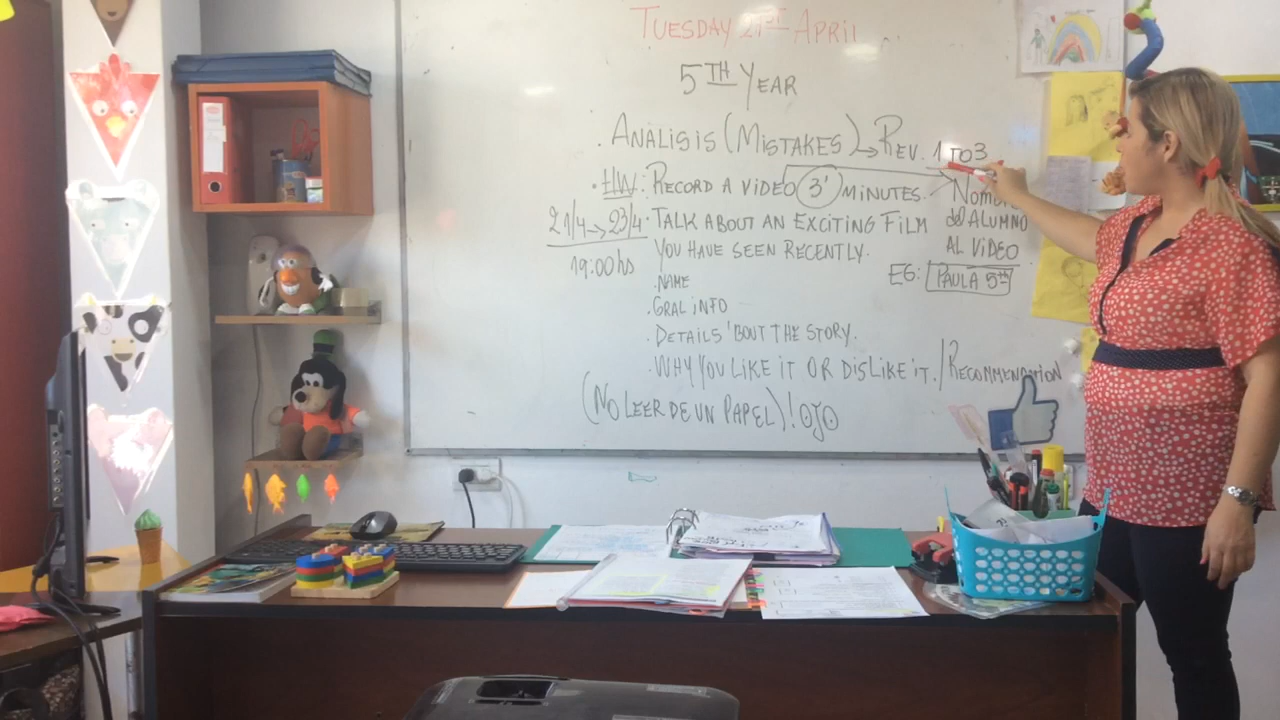 TUESDAY 21ST APRIL
5TH YEAR
. ANALISIS (MISTAKES) → REV. 1 TO 3
. HW: RECORD A VIDEO 3' MINUTES.
21/4 → 23/4
19:00 hs
. TALK ABOUT AN EXCITING FILM
YOU HAVE SEEN RECENTLY.
. NAME
. GRAL INFO
. DETAILS 'BOUT THE STORY.
. WHY YOU LIKE IT OR DISLIKE IT. / RECOMMENDATION
(NO LEER DE UN PAPEL)! OJO
NOMBRE
del ALUMNO
AL VIDEO
EG: PAULA 5TH